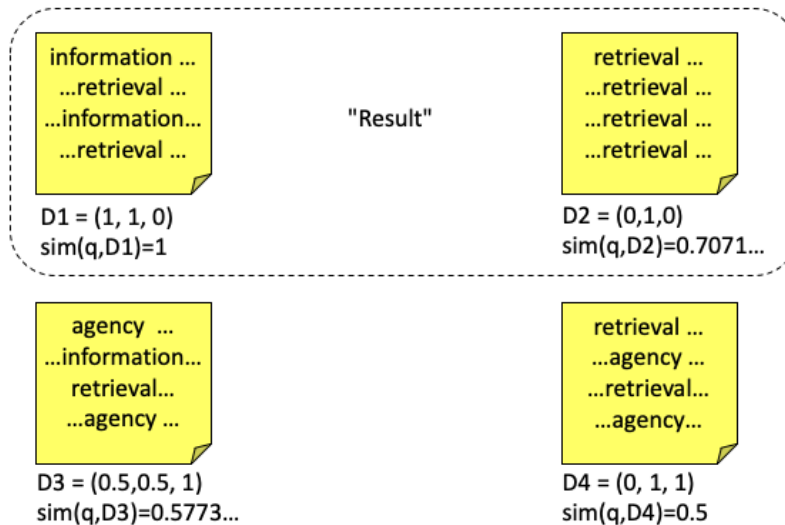 information ...
...retrieval ...
...information...
...retrieval ...
"Result"
retrieval ...
...retrieval ...
...retrieval ...
...retrieval ...
D1 = (1, 1, 0)
sim(q,D1)=1
D2 = (0,1,0)
sim(q,D2)=0.7071...
agency ...
...information...
retrieval...
...agency ...
retrieval ...
...agency ...
...retrieval...
...agency...
D3 = (0.5,0.5, 1)
sim(q,D3)=0.5773...
D4 = (0, 1, 1)
sim(q,D4)=0.5